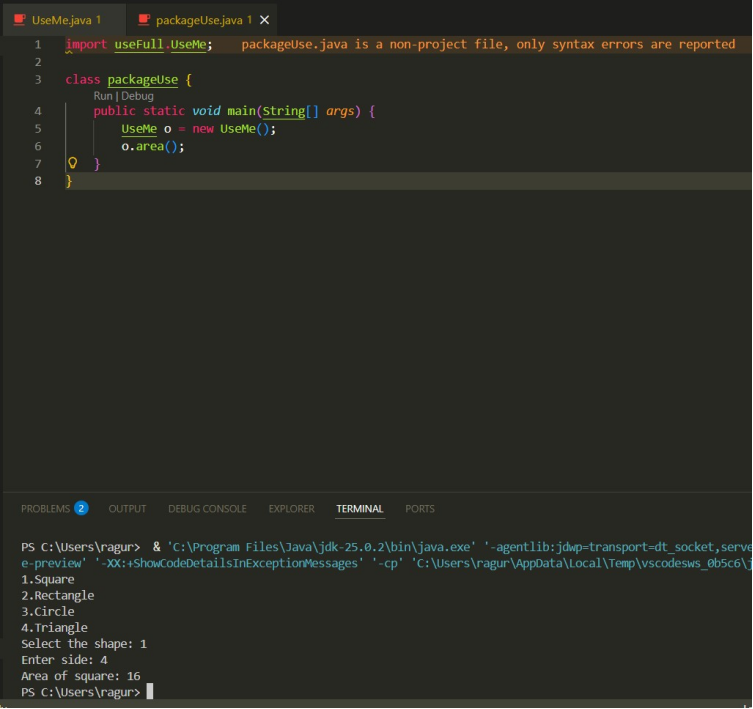 UseMe.java 1
packageUse.java 1
1 import useFull.UseMe; packageUse.java is a non-project file, only syntax errors are reported
2
3 class packageUse {
Run | Debug
4 public static void main(String[] args) {
5 UseMe o = new UseMe();
6 o.area();
7 }
8 }
PROBLEMS 2 OUTPUT DEBUG CONSOLE EXPLORER TERMINAL PORTS
PS C:\Users\ragur> & 'C:\Program Files\Java\jdk-25.0.2\bin\java.exe' '-agentlib:jdwp=transport=dt_socket,serve
e-preview' '-XX:+ShowCodeDetailsInExceptionMessages' '-cp' 'C:\Users\ragur\AppData\Local\Temp\vscodesws_0b5c6\j
1.Square
2.Rectangle
3.Circle
4.Triangle
Select the shape: 1
Enter side: 4
Area of square: 16
PS C:\Users\ragur>